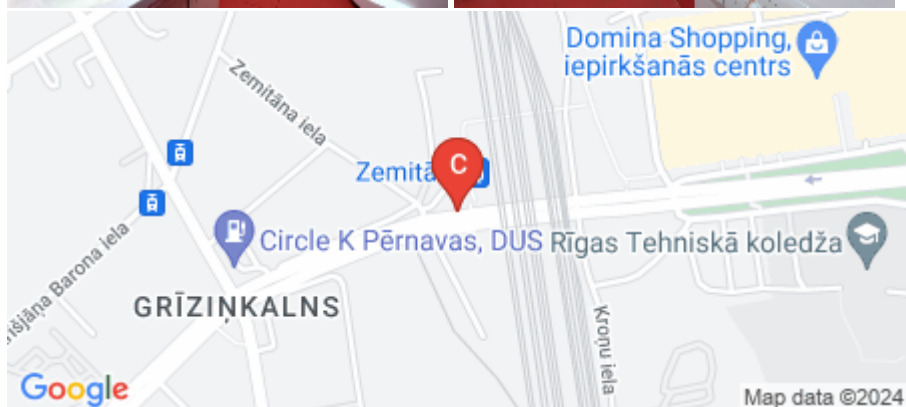 Domina Shopping,
iepirkšanās centrs
Zemitāna iela
C
Zemitā
Circle K Pērnavas, DUS
Rīgas Tehniskā koledža
išjāņa Barona iela
GRĪZIŅKALNS
Kroņu iela
Google
Map data ©2024